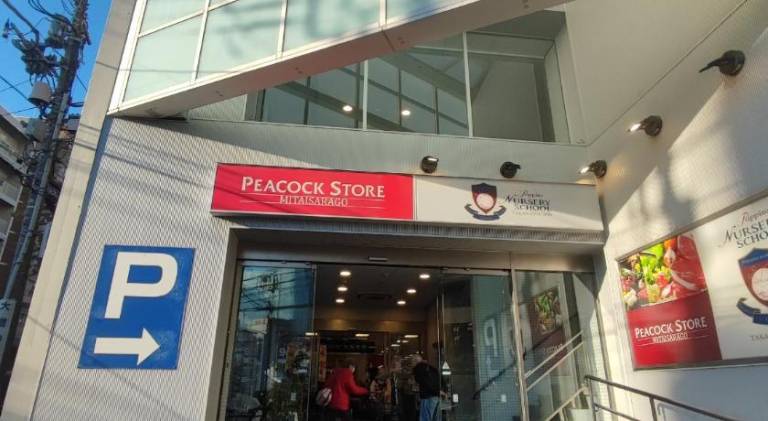 PEACOCK STORE
MITAISARAGO
Nursery
School
P
PEACOCK STORE
MITAISARAGO
Nursery
School